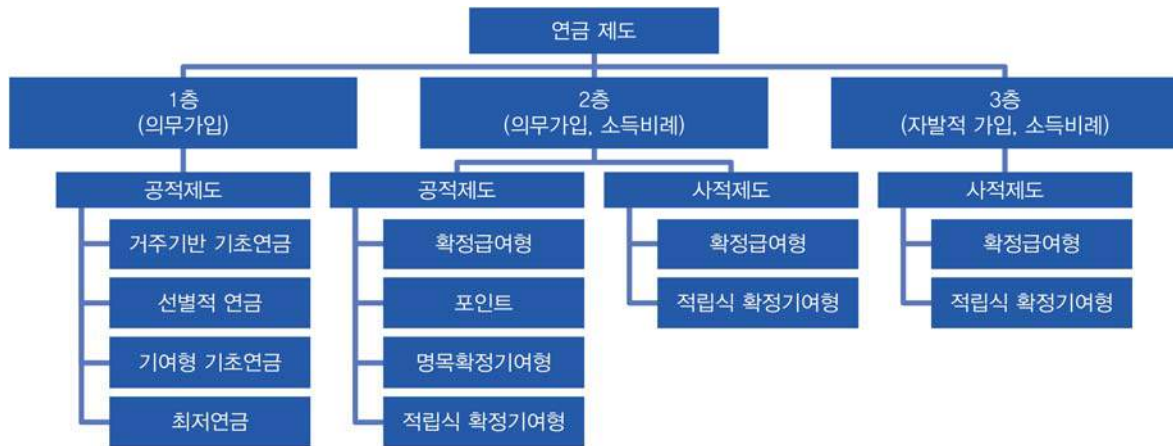 연금 제도
1층
(의무가입)
2층
(의무가입, 소득비례)
3층
(자발적 가입, 소득비례)
공적제도
거주기반 기초연금
선별적 연금
기여형 기초연금
최저연금
공적제도
확정급여형
포인트
명목확정기여형
적립식 확정기여형
사적제도
확정급여형
적립식 확정기여형
사적제도
확정급여형
적립식 확정기여형